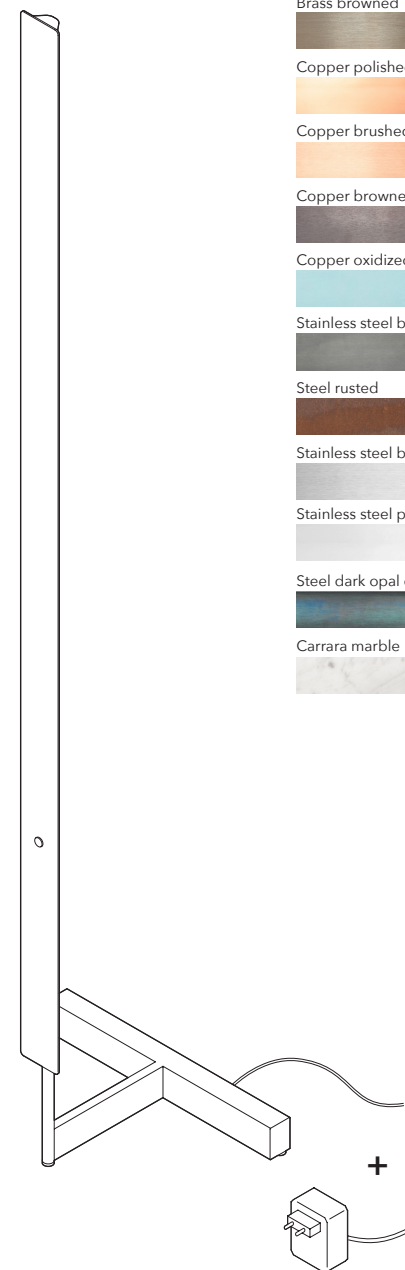 Brass browned
Copper polished
Copper brushed
Copper browne
Copper oxidized
Stainless steel b
Steel rusted
Stainless steel b
Stainless steel p
Steel dark opal
Carrara marble
+